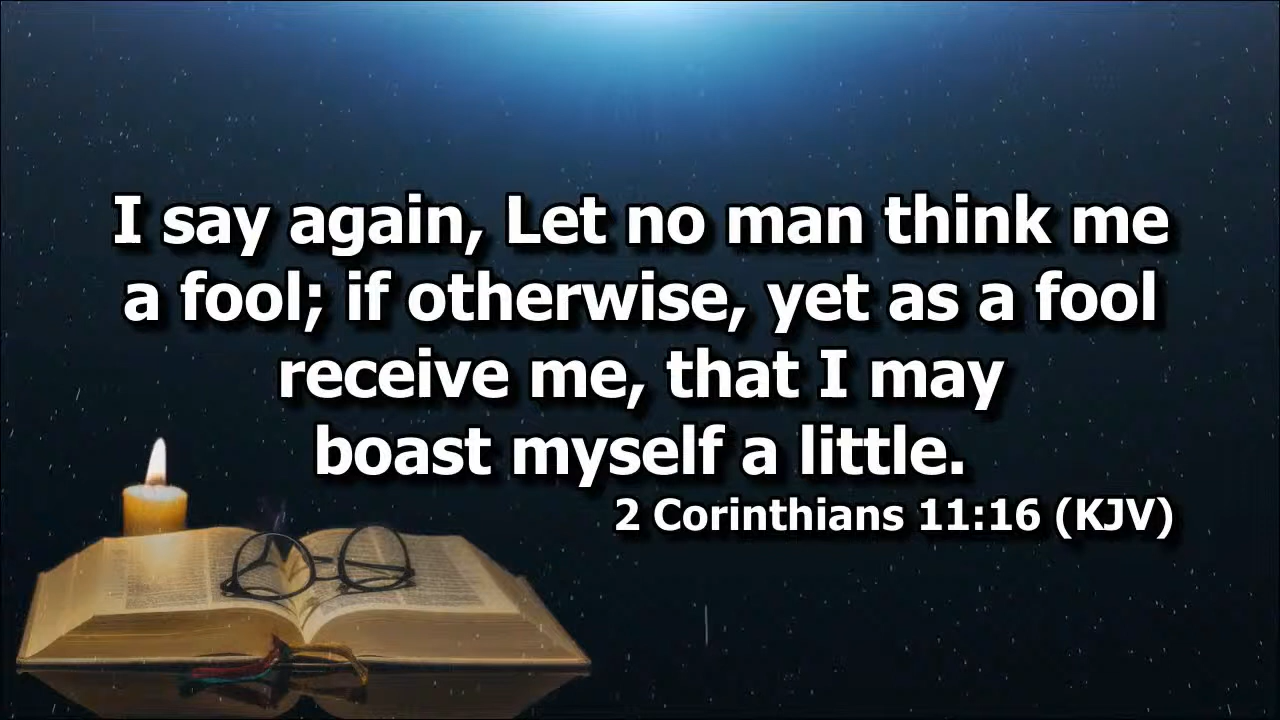 I say again, Let no man think me
a fool; if otherwise, yet as a fool
receive me, that I may
boast myself a little.
2 Corinthians 11:16 (KJV)